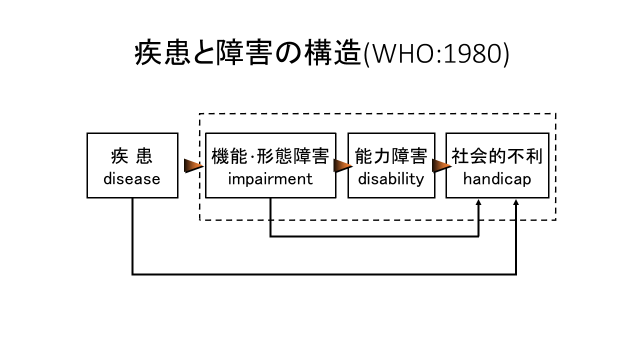 疾患と障害の構造(WHO:1980)
疾 患
disease
機能・形態障害
impairment
能力障害
disability
社会的不利
handicap